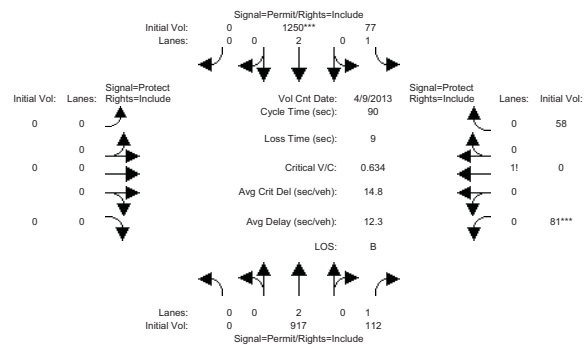 Signal=Permit/Rights=Include
Initial Vol: 0 1250*** 77
Lanes: 0 0 2 0 1
Signal=Protect Signal=Protect
Initial Vol: Lanes: Rights=Include Vol Cnt Date: 4/9/2013 Rights=Include Lanes: Initial Vol:
Cycle Time (sec): 90
0 0 0 58
Loss Time (sec): 9
0 0
0 0 Critical V/C: 0.634 1! 0
0 Avg Crit Del (sec/veh): 14.8 0
0 0 Avg Delay (sec/veh): 12.3 0 81***
LOS: B
Lanes: 0 0 2 0 1
Initial Vol: 0 917 112
Signal=Permit/Rights=Include